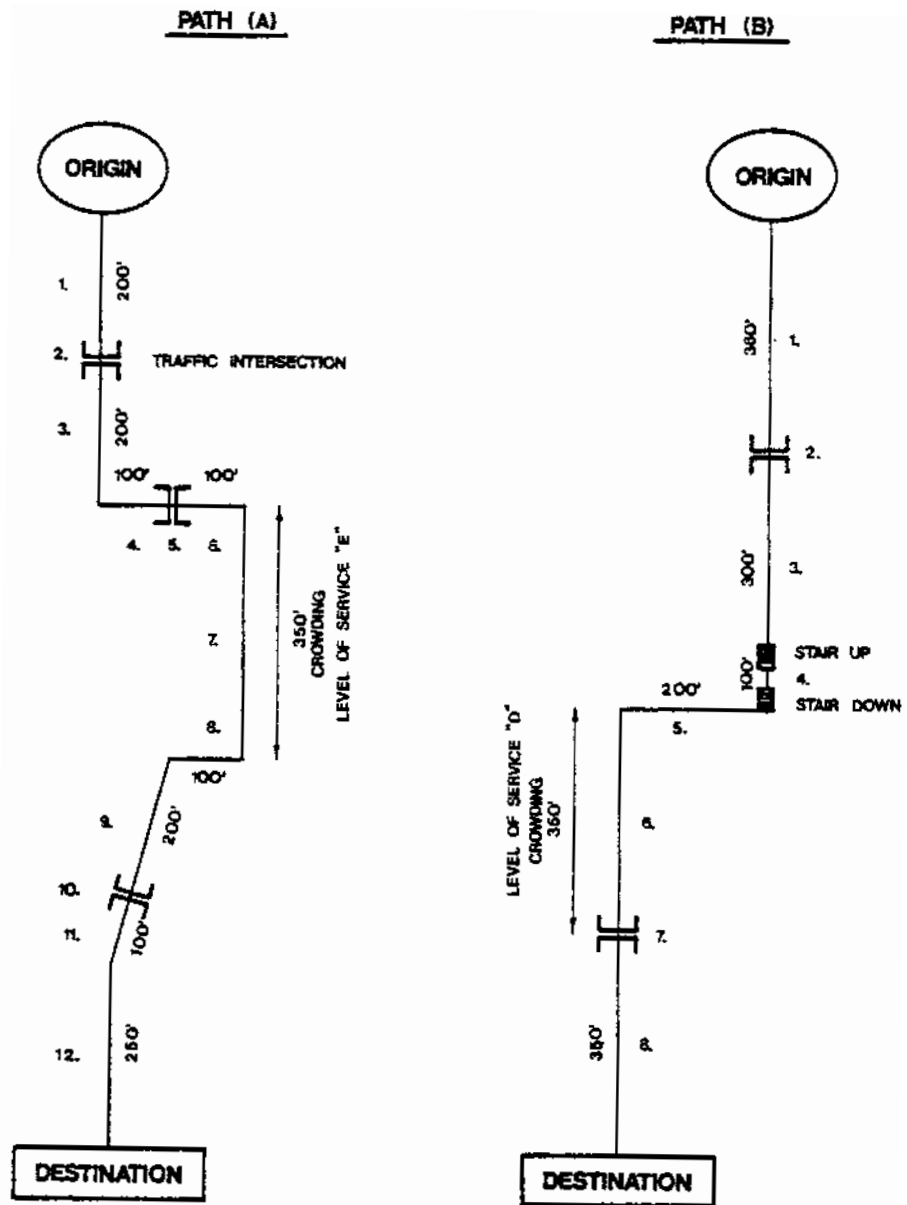 PATH (A)
ORIGIN
1.
200'
2.
TRAFFIC INTERSECTION
3.
200'
100'
100'
4.
5.
6.
7.
350'
CROWDING
LEVEL OF SERVICE "E"
8.
100'
9.
200'
10.
11.
100'
12.
250'
DESTINATION
PATH (B)
ORIGIN
1.
2.
300'
3.
STAIR UP
100'
4.
STAIR DOWN
200'
5.
LEVEL OF SERVICE "D"
CROWDING
350'
6.
7.
350'
8.
DESTINATION